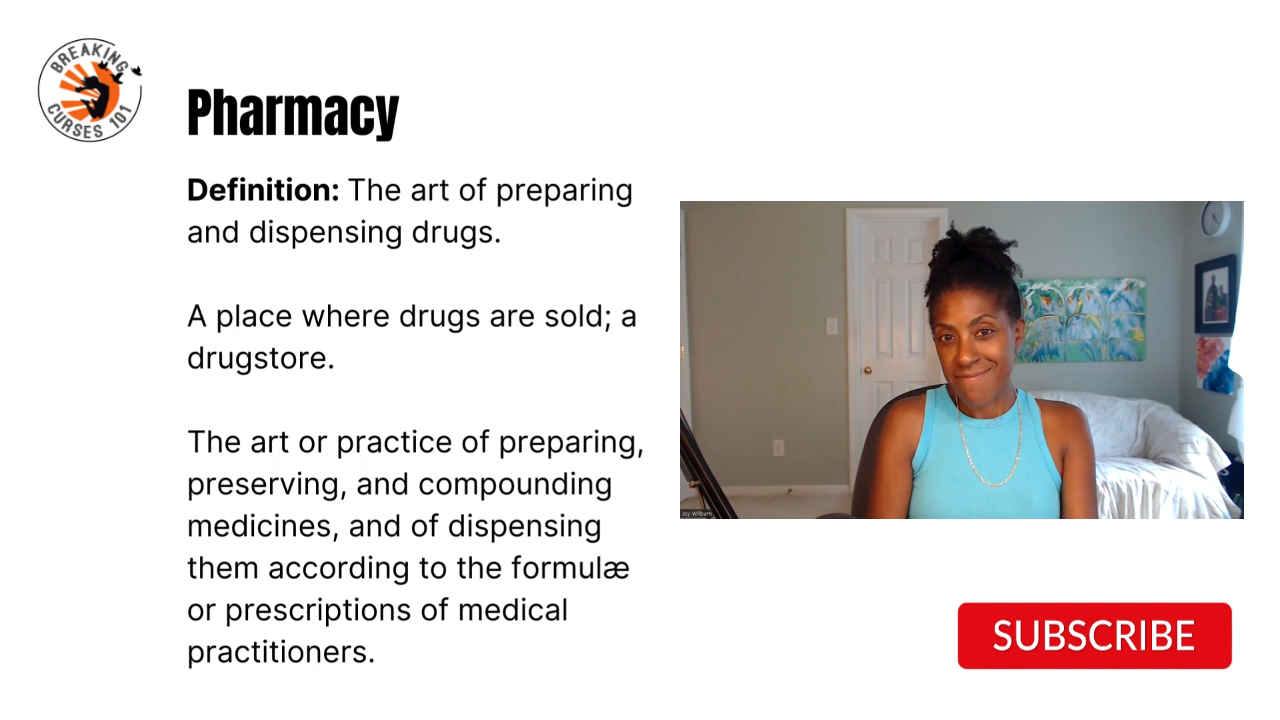 BREAKING
CURSES 101
Pharmacy
Definition: The art of preparing
and dispensing drugs.
A place where drugs are sold; a
drugstore.
The art or practice of preparing,
preserving, and compounding
medicines, and of dispensing
them according to the formulæ
or prescriptions of medical
practitioners.
Joy Wilburn
SUBSCRIBE